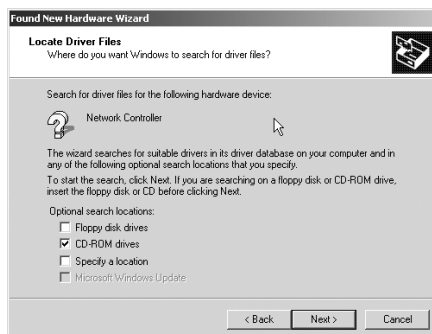 Found New Hardware Wizard
Locate Driver Files
Where do you want Windows to search for driver files?
Search for driver files for the following hardware device:
Network Controller
The wizard searches for suitable drivers in its driver database on your computer and in
any of the following optional search locations that you specify.
To start the search, click Next. If you are searching on a floppy disk or CD-ROM drive,
insert the floppy disk or CD before clicking Next.
Optional search locations:
Floppy disk drives
CD-ROM drives
Specify a location
Microsoft Windows Update
< Back Next > Cancel